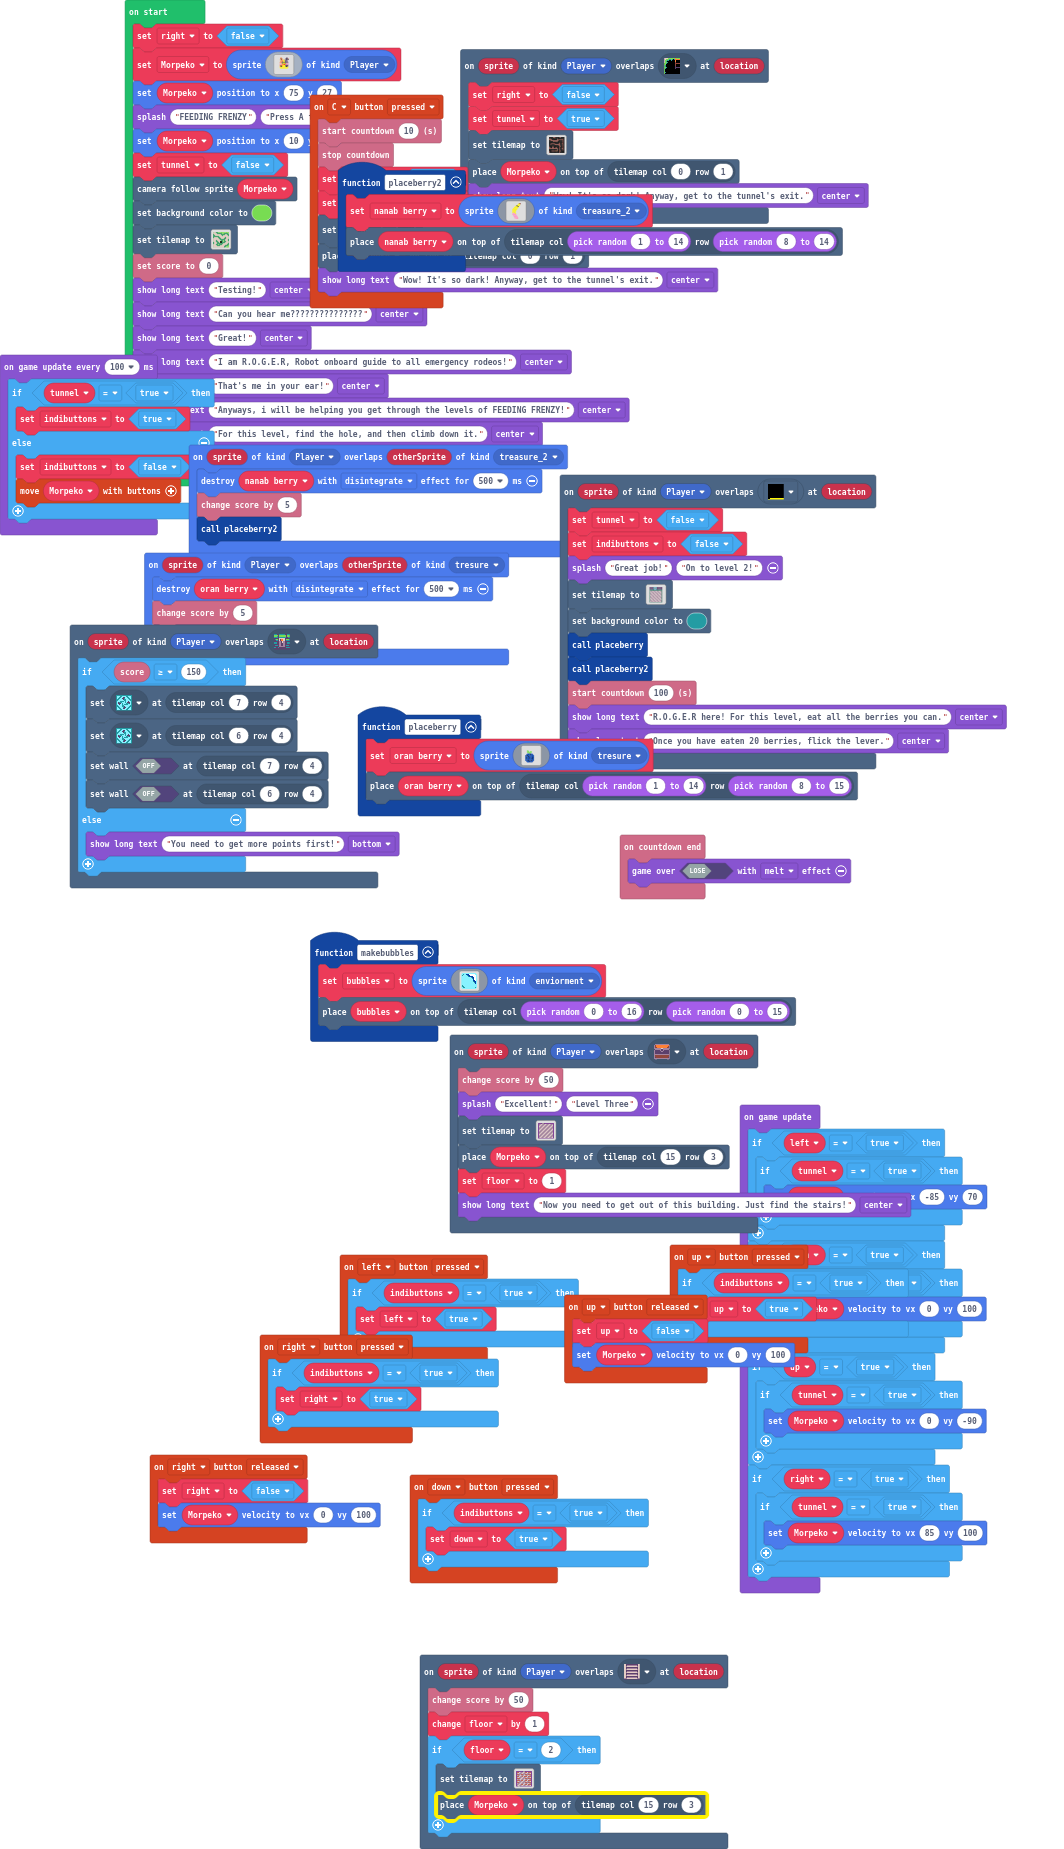 on start
set right to false
set Morpeko to sprite of kind Player
set Morpeko position to x 75 y 27
splash "FEEDING FRENZY" "Press A
set Morpeko position to x 10 y
set tunnel to false
camera follow sprite Morpeko
set background color to
set tilemap to
set score to 0
show long text "Testing!" center
show long text "Can you hear me???????????????" center
show long text "Great!" center
long text "I am R.O.G.E.R, Robot onboard guide to all emergency rodeos!" center
"That's me in your ear!" center
ext "Anyways, i will be helping you get through the levels of FEEDING FRENZY!" center
"For this level, find the hole, and then climb down it." center
on C button pressed
start countdown 10 (s)
stop countdown
set
set
set
plac tilemap col 0 row 1
show long text "Wow! It's so dark! Anyway, get to the tunnel's exit." center
function placeberry2
set nanab berry to sprite of kind treasure_2
place nanab berry on top of tilemap col pick random 1 to 14 row pick random 8 to 14
on sprite of kind Player overlaps at location
set right to false
set tunnel to true
set tilemap to
place Morpeko on top of tilemap col 0 row 1
Anyway, get to the tunnel's exit." center
on game update every 100 ms
if tunnel = true then
set indibuttons to true
else
set indibuttons to false
move Morpeko with buttons
on sprite of kind Player overlaps otherSprite of kind treasure_2
destroy nanab berry with disintegrate effect for 500 ms
change score by 5
call placeberry2
on sprite of kind Player overlaps otherSprite of kind tresure
destroy oran berry with disintegrate effect for 500 ms
change score by 5
on sprite of kind Player overlaps at location
set tunnel to false
set indibuttons to false
splash "Great job!" "On to level 2!"
set tilemap to
set background color to
call placeberry
call placeberry2
start countdown 100 (s)
show long text "R.O.G.E.R here! For this level, eat all the berries you can." center
"Once you have eaten 20 berries, flick the lever." center
on sprite of kind Player overlaps at location
if score ≥ 150 then
set at tilemap col 7 row 4
set at tilemap col 6 row 4
set wall OFF at tilemap col 7 row 4
set wall OFF at tilemap col 6 row 4
else
show long text "You need to get more points first!" bottom
function placeberry
set oran berry to sprite of kind tresure
place oran berry on top of tilemap col pick random 1 to 14 row pick random 8 to 15
on countdown end
game over LOSE with melt effect
function makebubbles
set bubbles to sprite of kind enviorment
place bubbles on top of tilemap col pick random 0 to 16 row pick random 0 to 15
on sprite of kind Player overlaps at location
change score by 50
splash "Excellent!" "Level Three"
set tilemap to
place Morpeko on top of tilemap col 15 row 3
set floor to 1
show long text "Now you need to get out of this building. Just find the stairs!" center
on game update
if left = true then
if tunnel = true then
x -85 vy 70
= true then
= true then
ko velocity to vx 0 vy 100
up = true then
if tunnel = true then
set Morpeko velocity to vx 0 vy -90
if right = true then
if tunnel = true then
set Morpeko velocity to vx 85 vy 100
on up button pressed
if indibuttons = true then
up to true
on left button pressed
if indibuttons = true then
set left to true
on up button released
set up to false
set Morpeko velocity to vx 0 vy 100
on right button pressed
if indibuttons = true then
set right to true
on right button released
set right to false
set Morpeko velocity to vx 0 vy 100
on down button pressed
if indibuttons = true then
set down to true
on sprite of kind Player overlaps at location
change score by 50
change floor by 1
if floor = 2 then
set tilemap to
place Morpeko on top of tilemap col 15 row 3